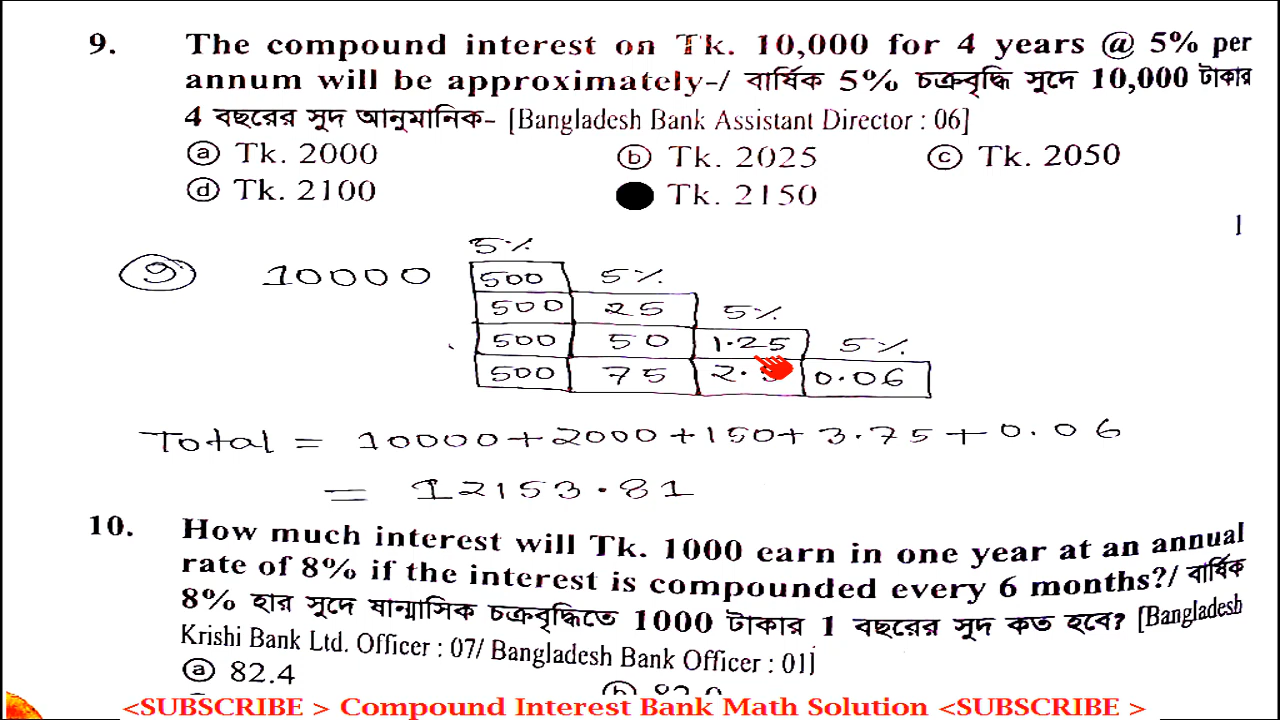 9. The compound interest on Tk. 10,000 for 4 years @ 5% per
annum will be approximately-/ বার্ষিক 5% চক্রবৃদ্ধি সুদে 10,000 টাকার
4 বছরের সুদ আনুমানিক- [Bangladesh Bank Assistant Director : 06]
ⓐ Tk. 2000 ⓑ Tk. 2025 ⓒ Tk. 2050
ⓓ Tk. 2100 Tk. 2150
1
5%
9 10000 500 5%
500 25 5%
500 50 1.25 5%
500 75 2. 0.06
Total = 10000+2000+150+3.75+0.06
= 12153.81
10. How much interest will Tk. 1000 earn in one year at an annual
rate of 8% if the interest is compounded every 6 months?/ বার্ষিক
8% হার সুদে ষান্মাসিক চক্রবৃদ্ধিতে 1000 টাকার 1 বছরের সুদ কত হবে? [Bangladesh
Krishi Bank Ltd. Officer : 07/ Bangladesh Bank Officer : 01]
ⓐ 82.4
<SUBSCRIBE > Compound Interest Bank Math Solution <SUBSCRIBE >